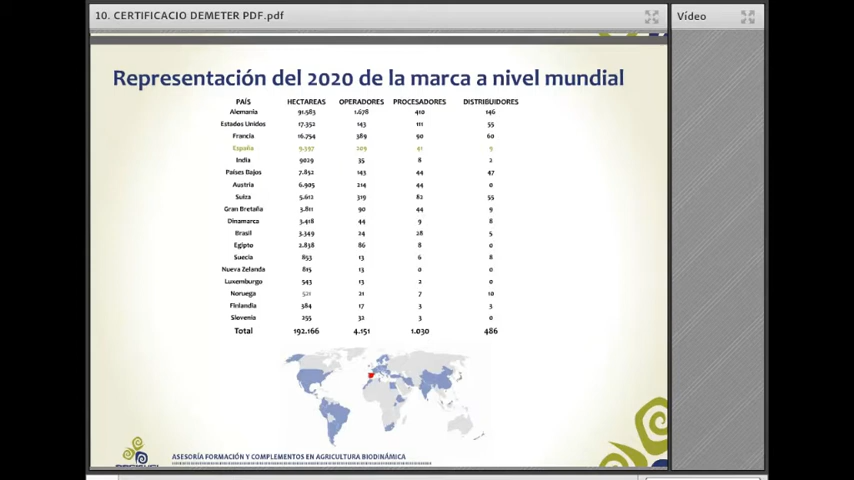 10. CERTIFICACIO DEMETER PDF.pdf
Vídeo
Representación del 2020 de la marca a nivel mundial
PAÍS HECTAREAS OPERADORES PROCESADORES DISTRIBUIDORES
Alemania 91.583 1.678 410 146
Estados Unidos 17.352 143 111 55
Francia 16.754 389 90 60
España 9.397 209 41 5
India 9029 35 8 2
Países Bajos 7.852 143 44 47
Austria 6.905 214 44 0
Suiza 5.612 319 82 55
Gran Bretaña 3.811 90 44 9
Dinamarca 3.418 44 9 8
Brasil 3.349 24 28 5
Egipto 2.838 86 8 0
Suecia 853 13 6 8
Nueva Zelanda 815 13 0 0
Luxemburgo 543 13 2 0
Noruega 521 21 7 10
Finlandia 384 17 3 3
Slovenia 255 32 3 0
Total 192.166 4.151 1.030 486
ASESORÍA FORMACIÓN Y COMPLEMENTOS EN AGRICULTURA BIODINÁMICA